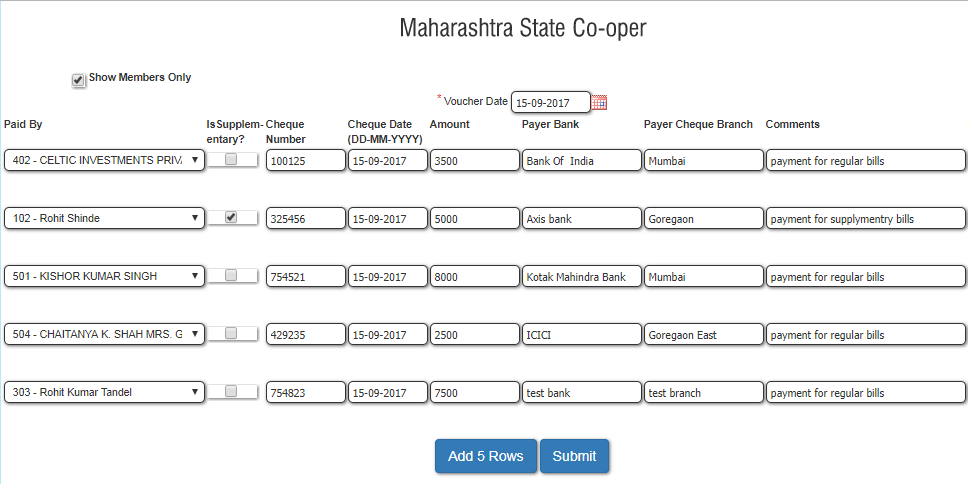 Maharashtra State Co-oper
Show Members Only
* Voucher Date 15-09-2017
Paid By IsSupplem- Cheque Cheque Date Amount Payer Bank Payer Cheque Branch Comments
entary? Number (DD-MM-YYYY)
402 - CELTIC INVESTMENTS PRIV 100125 15-09-2017 3500 Bank Of India Mumbai payment for regular bills
102 - Rohit Shinde 325456 15-09-2017 5000 Axis bank Goregaon payment for supplymentry bills
501 - KISHOR KUMAR SINGH 754521 15-09-2017 8000 Kotak Mahindra Bank Mumbai payment for regular bills
504 - CHAITANYA K. SHAH MRS. G 429235 15-09-2017 2500 ICICI Goregaon East payment for regular bills
303 - Rohit Kumar Tandel 754823 15-09-2017 7500 test bank test branch payment for regular bills
Add 5 Rows Submit